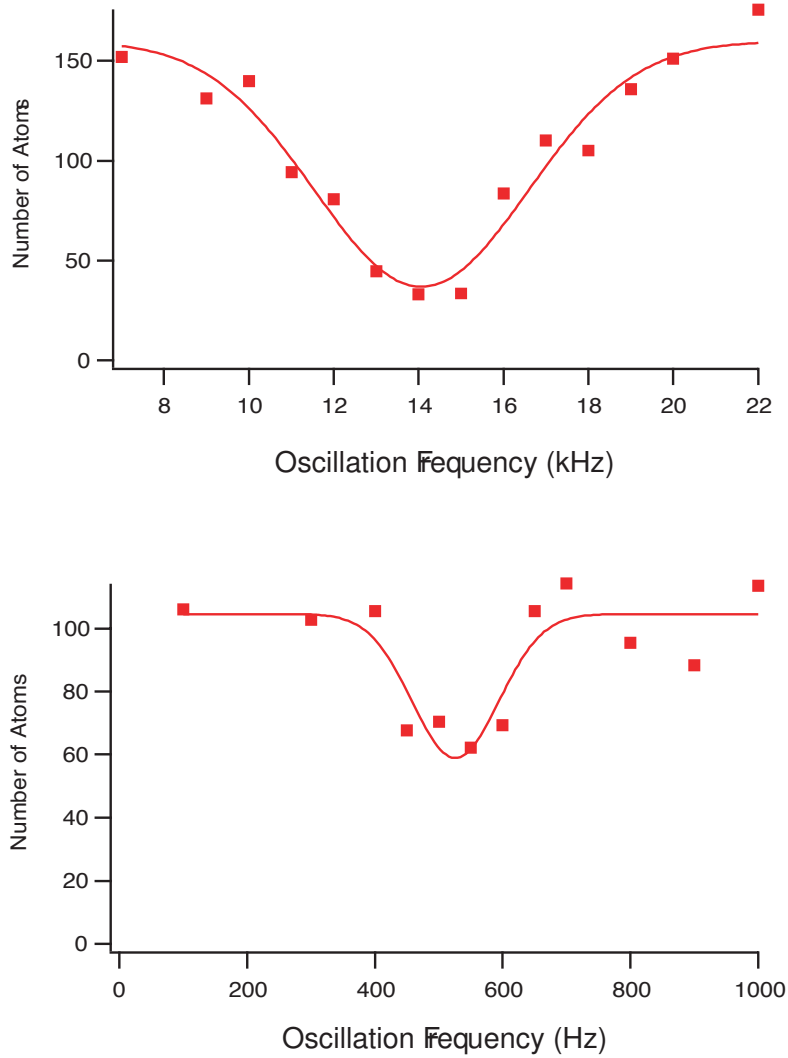 150
100
50
0
Number of Atoms
8 10 12 14 16 18 20 22
Oscillation Frequency (kHz)
100
80
60
40
20
0
Number of Atoms
0 200 400 600 800 1000
Oscillation Frequency (Hz)